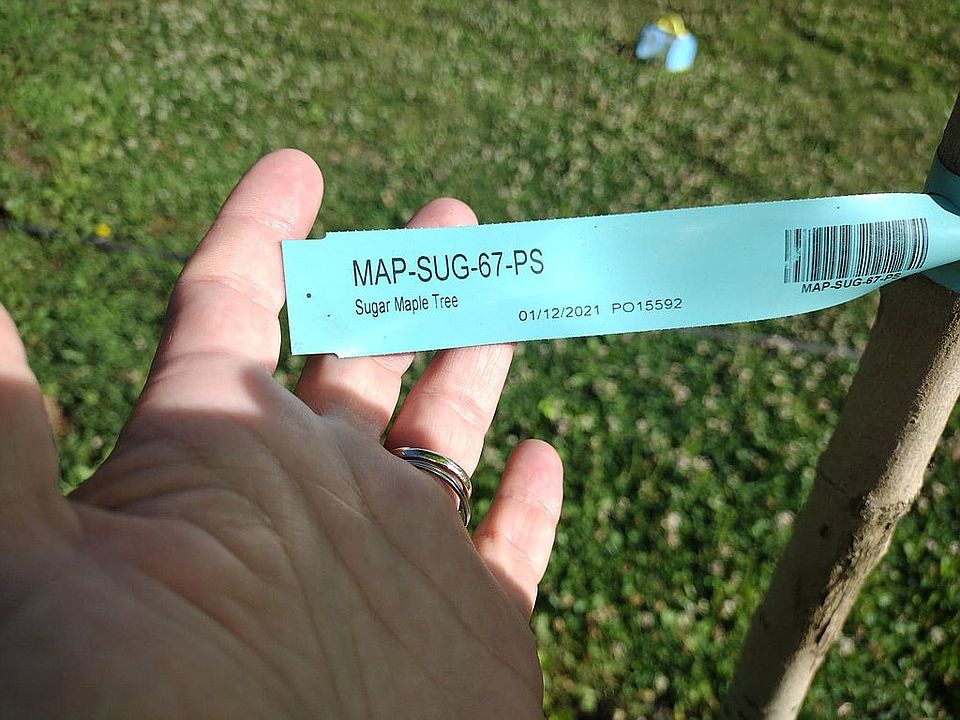 MAP-SUG-67-PS
Sugar Maple Tree
01/12/2021 PO15592
MAP-SUG-67-PS